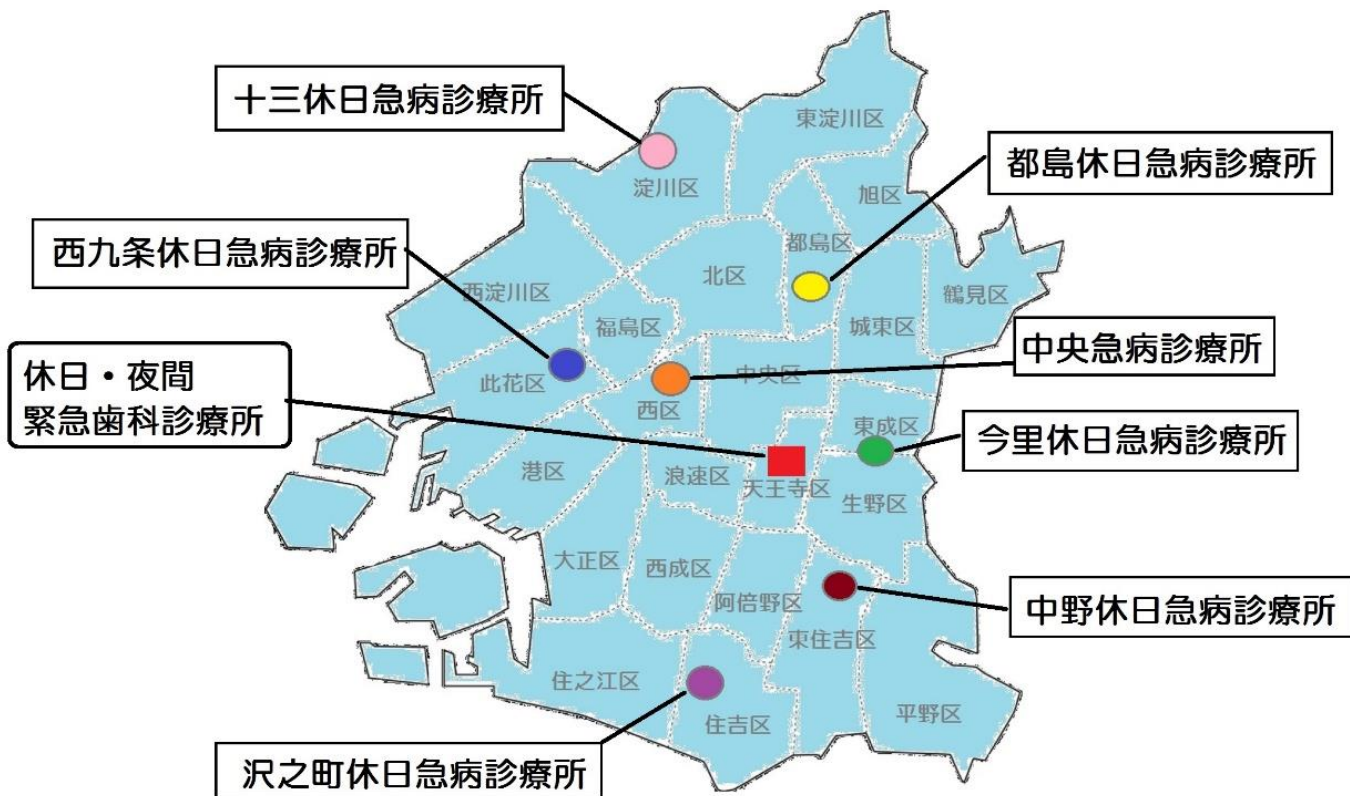 十三休日急病診療所
東淀川区
都島休日急病診療所
淀川区
旭区
西九条休日急病診療所
都島区
北区
西淀川区
鶴見区
福島区
城東区
中央急病診療所
休日・夜間
緊急歯科診療所
此花区
中央区
西区
東成区
今里休日急病診療所
港区
浪速区
天王寺区
生野区
大正区
西成区
阿倍野区
中野休日急病診療所
東住吉区
住之江区
住吉区
平野区
沢之町休日急病診療所